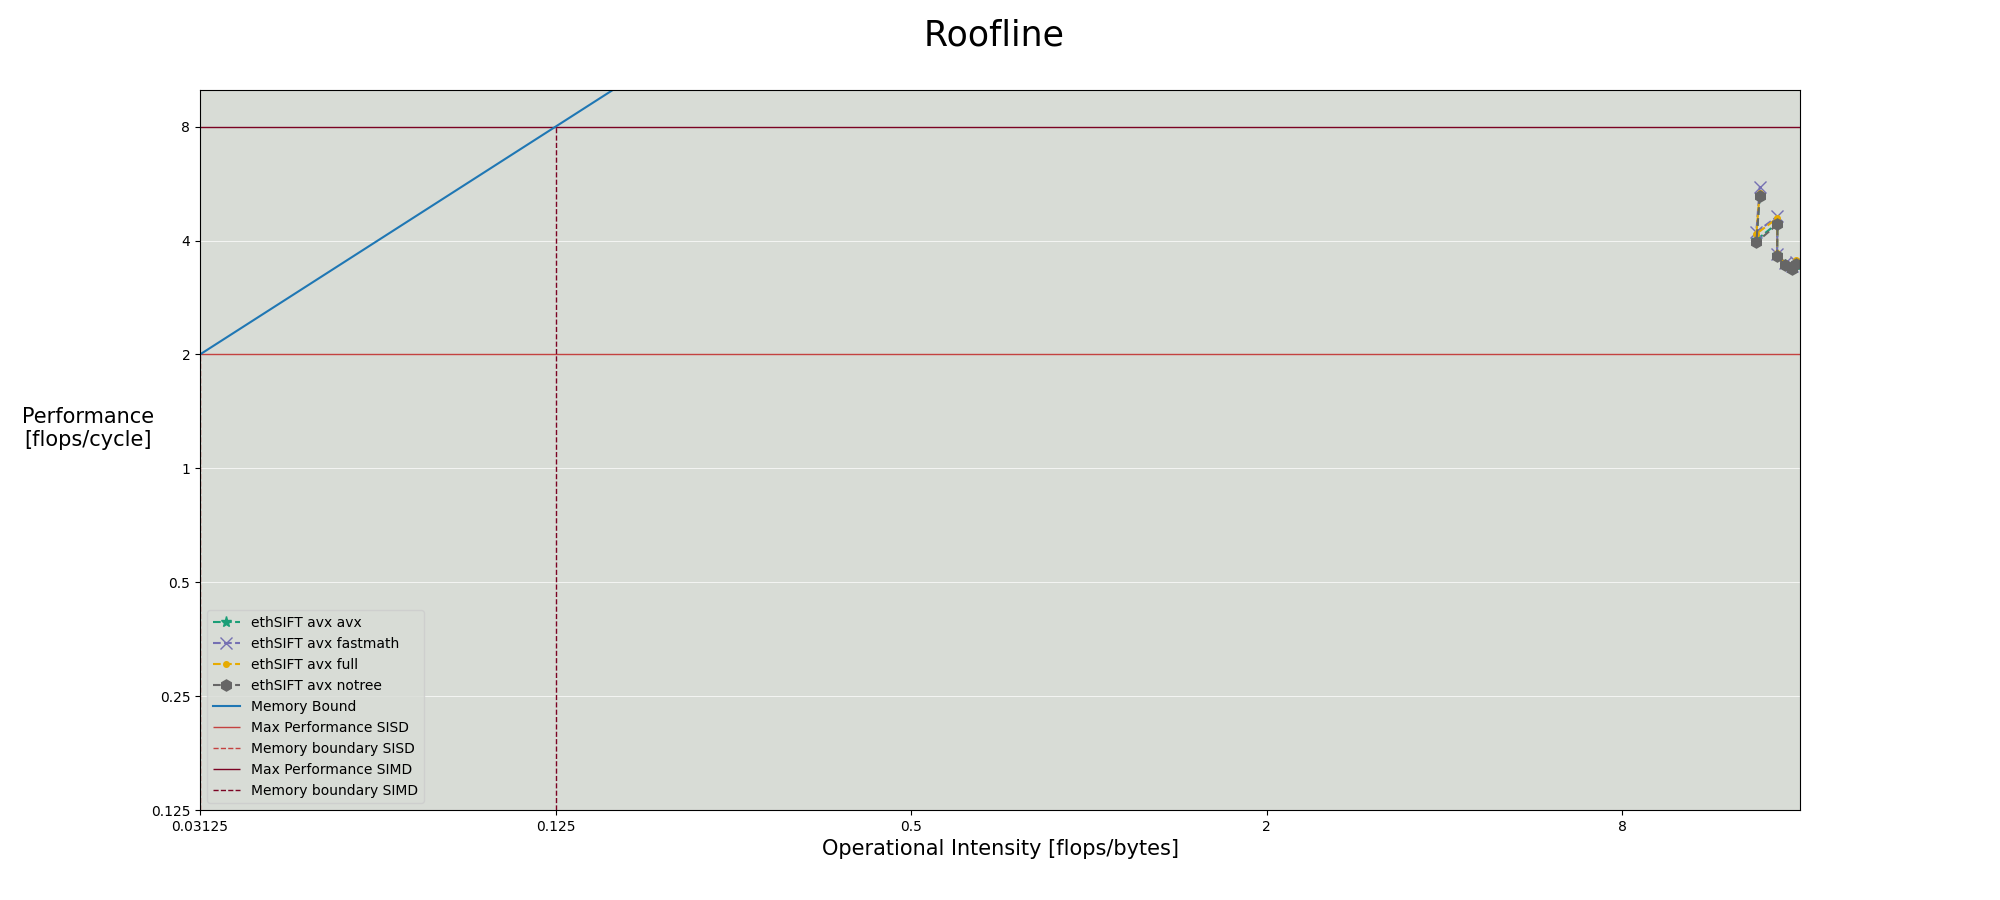 Roofline
8
4
2
1
0.5
0.25
0.125
Performance
[flops/cycle]
ethSIFT avx avx
ethSIFT avx fastmath
ethSIFT avx full
ethSIFT avx notree
Memory Bound
Max Performance SISD
Memory boundary SISD
Max Performance SIMD
Memory boundary SIMD
0.03125 0.125 0.5 2 8
Operational Intensity [flops/bytes]